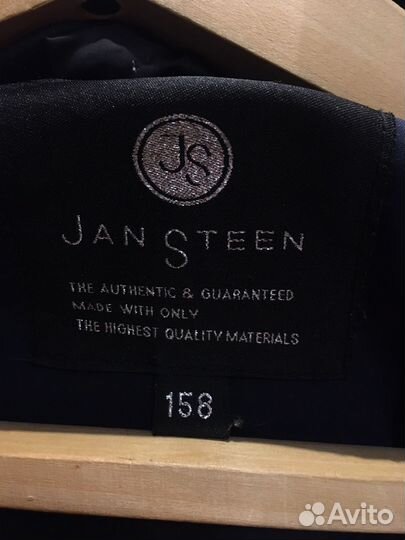 JS
JAN STEEN
THE AUTHENTIC & GUARANTEED
MADE WITH ONLY
THE HIGHEST QUALITY MATERIALS
158
Avito